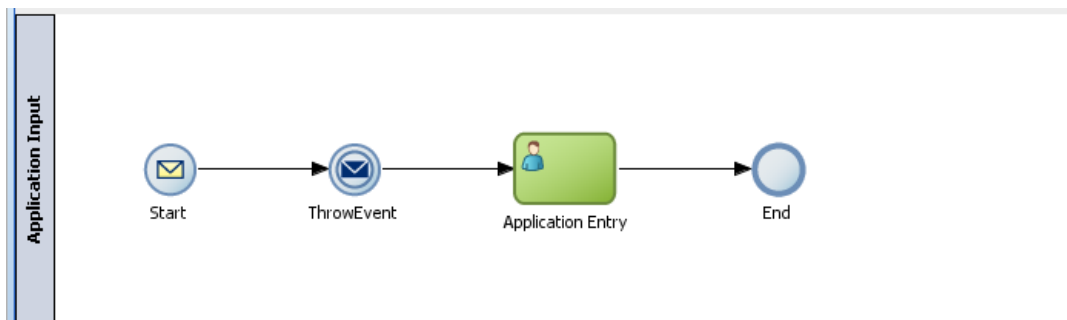 Application Input
Start
ThrowEvent
Application Entry
End